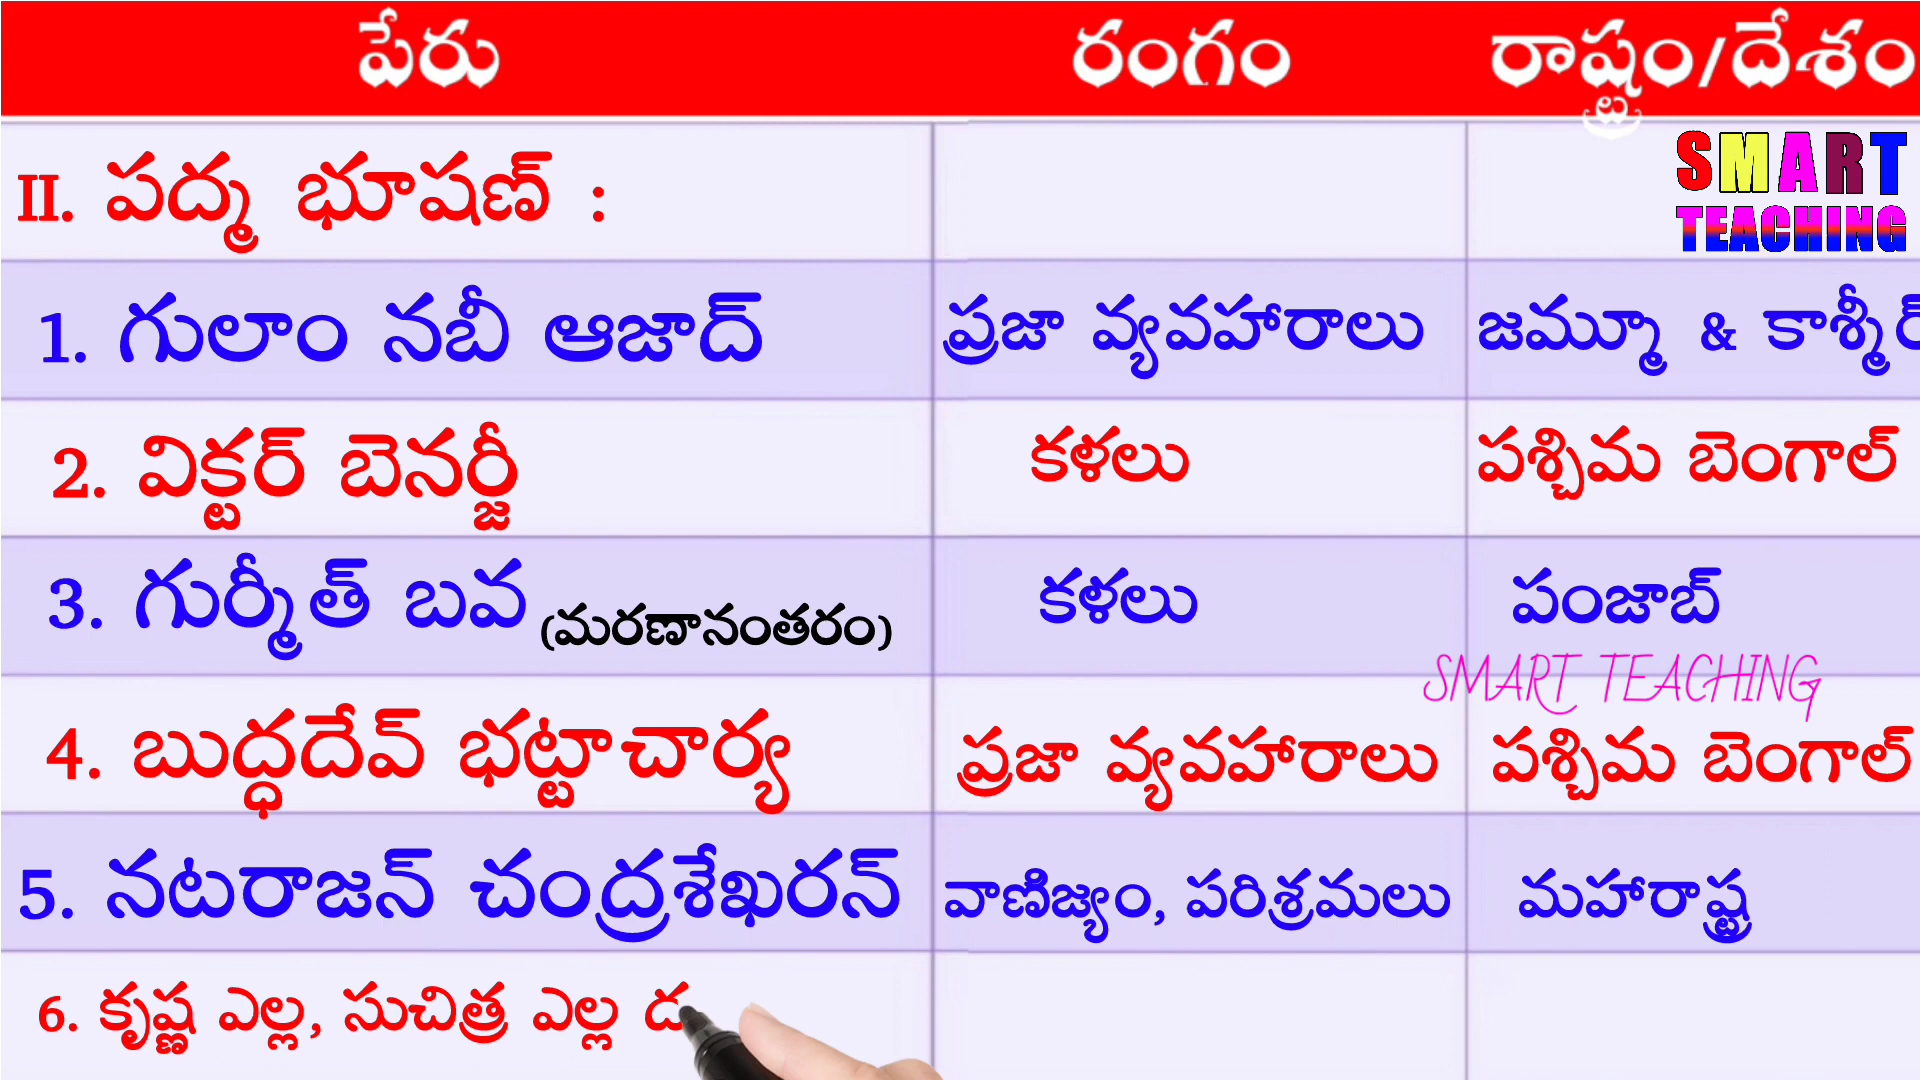 పేరు రంగం రాష్ట్రం/దేశం
SMART
TEACHING
II. పద్మ భూషణ్ :
1. గులాం నబీ ఆజాద్ ప్రజా వ్యవహారాలు జమ్మూ & కాశ్మీర్
2. విక్టర్ బెనర్జీ కళలు పశ్చిమ బెంగాల్
3. గుర్మీత్ బవ (మరణానంతరం) కళలు పంజాబ్
SMART TEACHING
4. బుద్ధదేవ్ భట్టాచార్య ప్రజా వ్యవహారాలు పశ్చిమ బెంగాల్
5. నటరాజన్ చంద్రశేఖరన్ వాణిజ్యం, పరిశ్రమలు మహారాష్ట్ర
6. కృష్ణ ఎల్ల, సుచిత్ర ఎల్ల